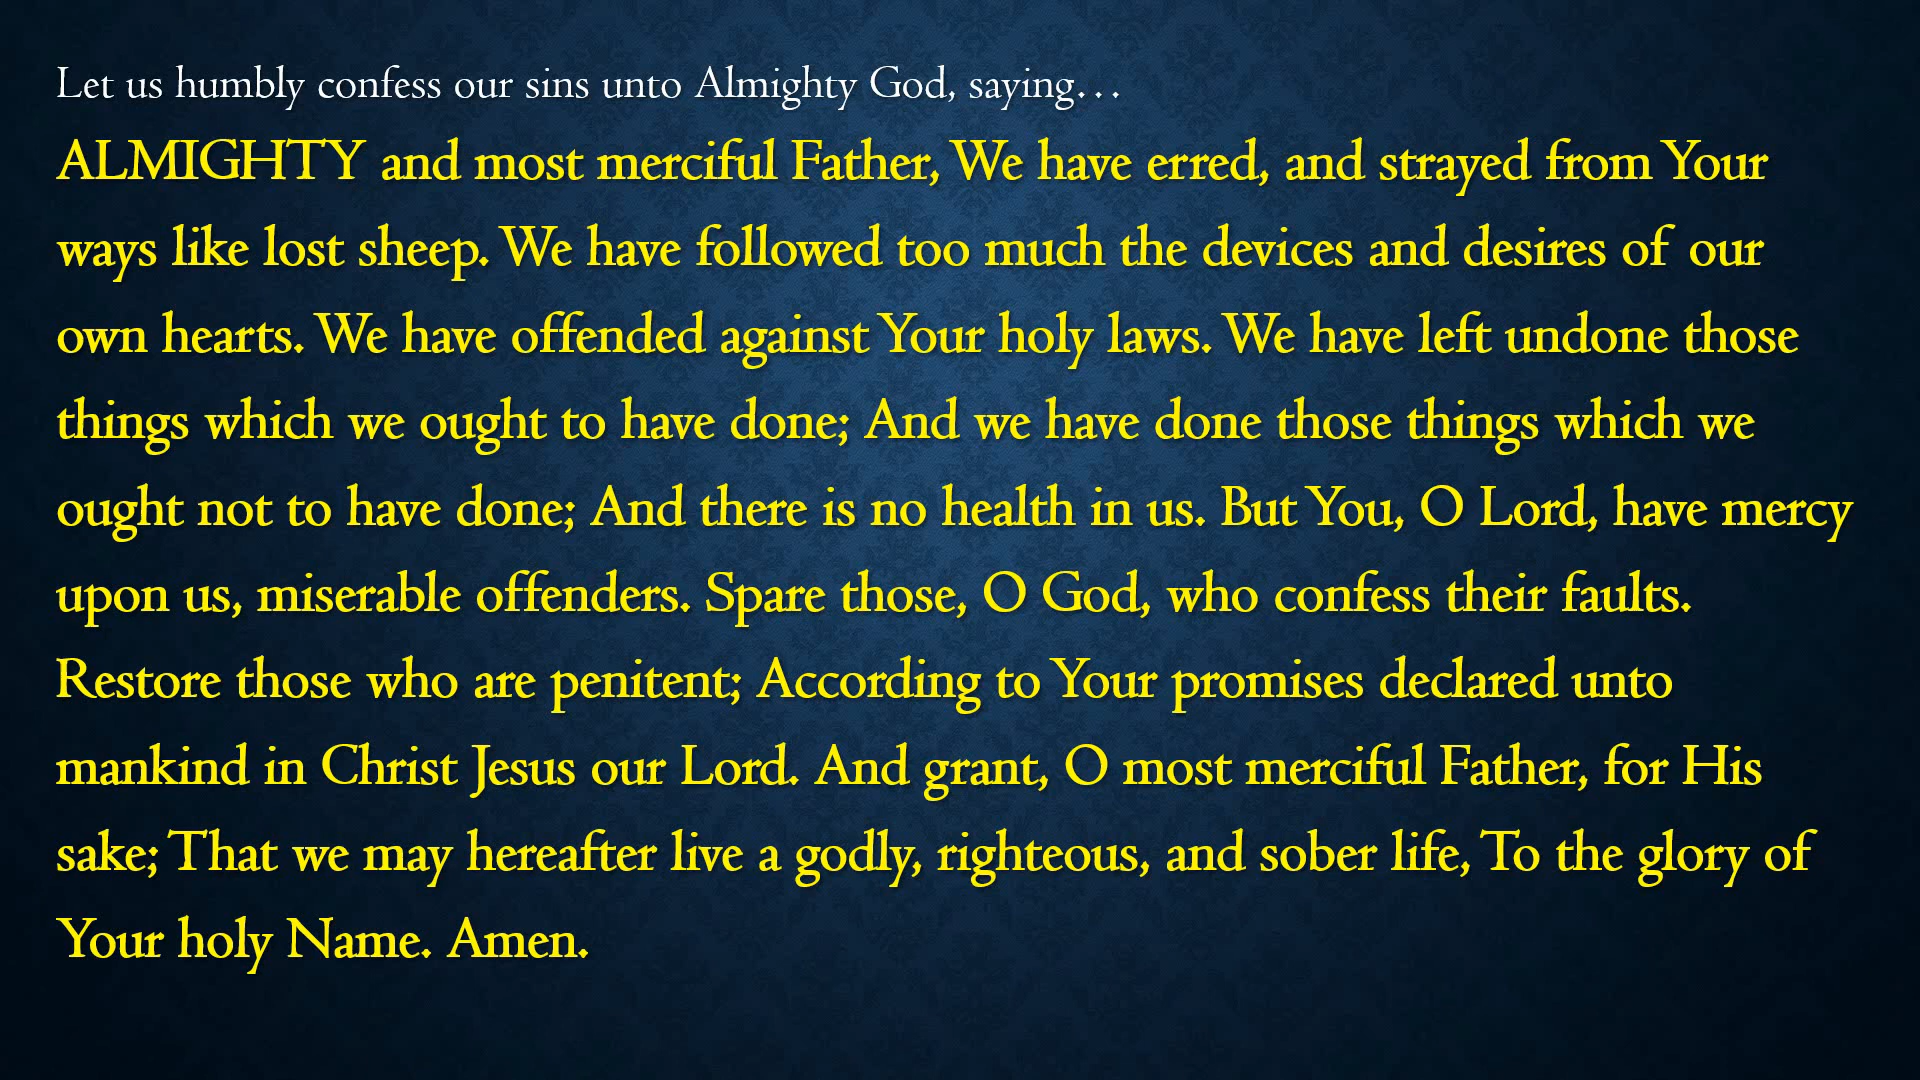 Let us humbly confess our sins unto Almighty God, saying…
ALMIGHTY and most merciful Father, We have erred, and strayed from Your
ways like lost sheep. We have followed too much the devices and desires of our
own hearts. We have offended against Your holy laws. We have left undone those
things which we ought to have done; And we have done those things which we
ought not to have done; And there is no health in us. But You, O Lord, have mercy
upon us, miserable offenders. Spare those, O God, who confess their faults.
Restore those who are penitent; According to Your promises declared unto
mankind in Christ Jesus our Lord. And grant, O most merciful Father, for His
sake; That we may hereafter live a godly, righteous, and sober life, To the glory of
Your holy Name. Amen.